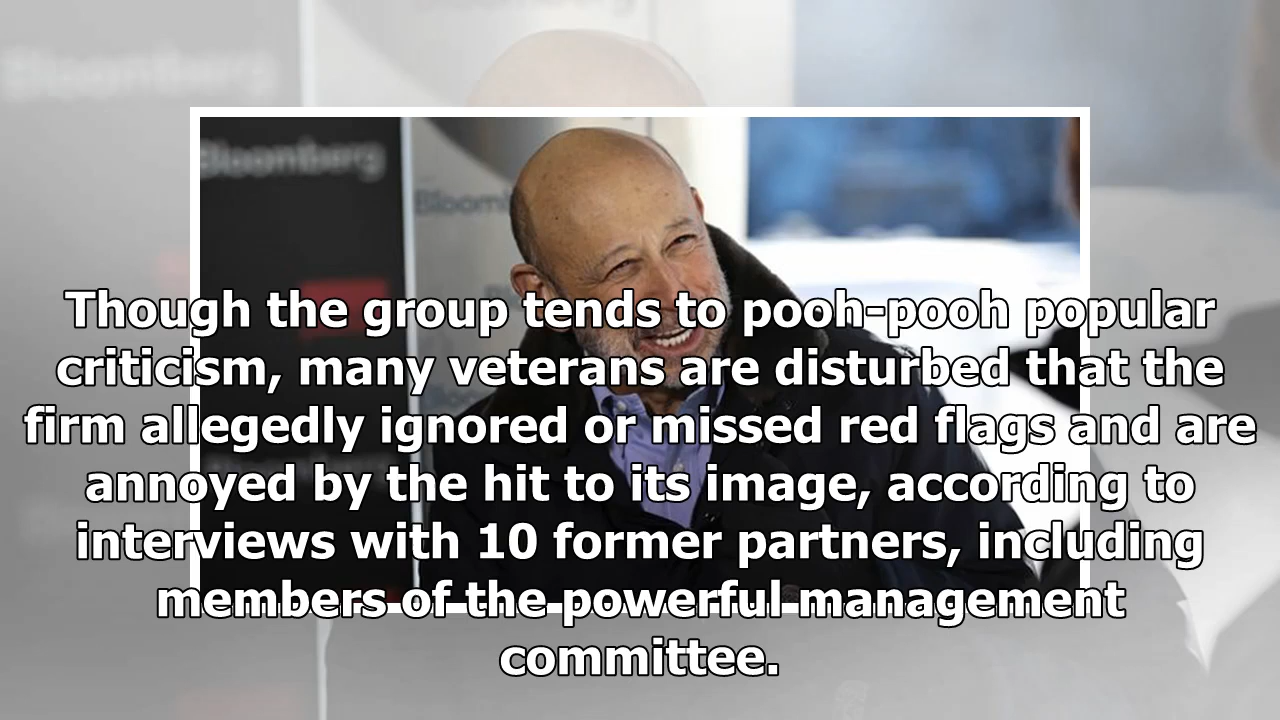 Bloomberg
Bloomberg
Though the group tends to pooh-pooh popular
criticism, many veterans are disturbed that the
firm allegedly ignored or missed red flags and are
annoyed by the hit to its image, according to
interviews with 10 former partners, including
members of the powerful management
committee.